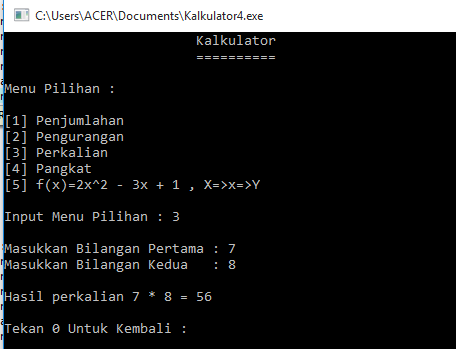 C:\Users\ACER\Documents\Kalkulator4.exe
Kalkulator
==========
Menu Pilihan :
[1] Penjumlahan
[2] Pengurangan
[3] Perkalian
[4] Pangkat
[5] f(x)=2x^2 - 3x + 1 , X=>x=>Y
Input Menu Pilihan : 3
Masukkan Bilangan Pertama : 7
Masukkan Bilangan Kedua   : 8
Hasil perkalian 7 * 8 = 56
Tekan 0 Untuk Kembali :